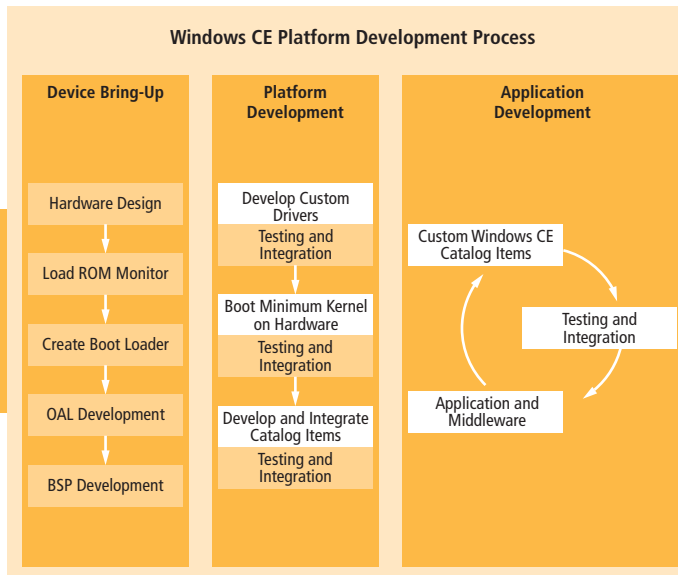 Windows CE Platform Development Process
Device Bring-Up
Hardware Design
Load ROM Monitor
Create Boot Loader
OAL Development
BSP Development
Platform
Development
Develop Custom
Drivers
Testing and
Integration
Boot Minimum Kernel
on Hardware
Testing and
Integration
Develop and Integrate
Catalog Items
Testing and
Integration
Application
Development
Custom Windows CE
Catalog Items
Testing and
Integration
Application and
Middleware